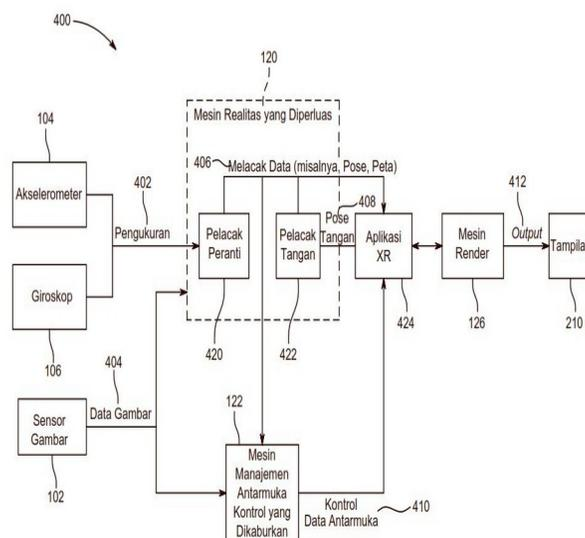 400
120
Mesin Realitas yang Diperluas
104
Akselerometer
402
Pengukuran
406
Melacak Data (misalnya, Pose, Peta)
408
Pose
Tangan
412
Output
Pelacak
Peranti
Pelacak
Tangan
Aplikasi
XR
Mesin
Render
Tampila
Giroskop
106
420
422
424
126
210
404
Data Gambar
Sensor
Gambar
102
122
Mesin
Manajemen
Antarmuka
Kontrol yang
Dikaburkan
Kontrol
Data Antarmuka
410